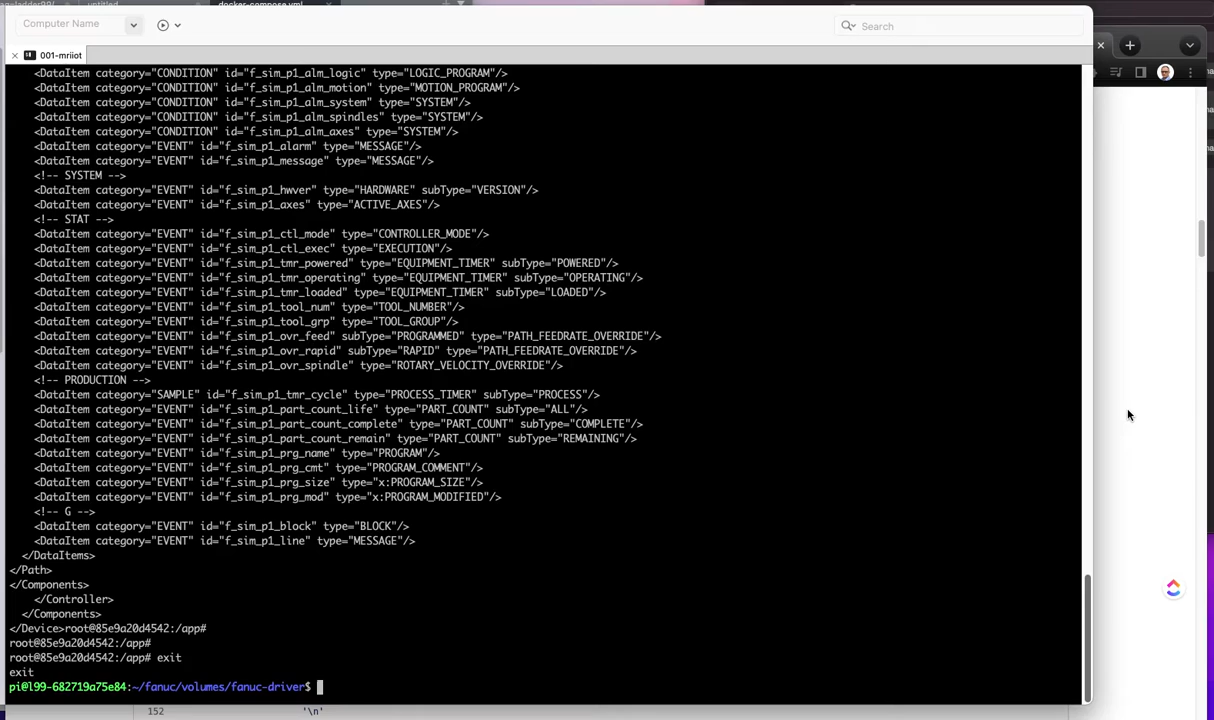 untitled
docker-compose.yml
Computer Name
Search
001-mriiot
<DataItem category="CONDITION" id="f_sim_p1_alm_logic" type="LOGIC_PROGRAM"/>
<DataItem category="CONDITION" id="f_sim_p1_alm_motion" type="MOTION_PROGRAM"/>
<DataItem category="CONDITION" id="f_sim_p1_alm_system" type="SYSTEM"/>
<DataItem category="CONDITION" id="f_sim_p1_alm_spindles" type="SYSTEM"/>
<DataItem category="CONDITION" id="f_sim_p1_alm_axes" type="SYSTEM"/>
<DataItem category="EVENT" id="f_sim_p1_alarm" type="MESSAGE"/>
<DataItem category="EVENT" id="f_sim_p1_message" type="MESSAGE"/>
<!-- SYSTEM -->
<DataItem category="EVENT" id="f_sim_p1_hwver" type="HARDWARE" subType="VERSION"/>
<DataItem category="EVENT" id="f_sim_p1_axes" type="ACTIVE_AXES"/>
<!-- STAT -->
<DataItem category="EVENT" id="f_sim_p1_ctl_mode" type="CONTROLLER_MODE"/>
<DataItem category="EVENT" id="f_sim_p1_ctl_exec" type="EXECUTION"/>
<DataItem category="EVENT" id="f_sim_p1_tmr_powered" type="EQUIPMENT_TIMER" subType="POWERED"/>
<DataItem category="EVENT" id="f_sim_p1_tmr_operating" type="EQUIPMENT_TIMER" subType="OPERATING"/>
<DataItem category="EVENT" id="f_sim_p1_tmr_loaded" type="EQUIPMENT_TIMER" subType="LOADED"/>
<DataItem category="EVENT" id="f_sim_p1_tool_num" type="TOOL_NUMBER"/>
<DataItem category="EVENT" id="f_sim_p1_tool_grp" type="TOOL_GROUP"/>
<DataItem category="EVENT" id="f_sim_p1_ovr_feed" subType="PROGRAMMED" type="PATH_FEEDRATE_OVERRIDE"/>
<DataItem category="EVENT" id="f_sim_p1_ovr_rapid" subType="RAPID" type="PATH_FEEDRATE_OVERRIDE"/>
<DataItem category="EVENT" id="f_sim_p1_ovr_spindle" type="ROTARY_VELOCITY_OVERRIDE"/>
<!-- PRODUCTION -->
<DataItem category="SAMPLE" id="f_sim_p1_tmr_cycle" type="PROCESS_TIMER" subType="PROCESS"/>
<DataItem category="EVENT" id="f_sim_p1_part_count_life" type="PART_COUNT" subType="ALL"/>
<DataItem category="EVENT" id="f_sim_p1_part_count_complete" type="PART_COUNT" subType="COMPLETE"/>
<DataItem category="EVENT" id="f_sim_p1_part_count_remain" type="PART_COUNT" subType="REMAINING"/>
<DataItem category="EVENT" id="f_sim_p1_prg_name" type="PROGRAM"/>
<DataItem category="EVENT" id="f_sim_p1_prg_cmt" type="PROGRAM_COMMENT"/>
<DataItem category="EVENT" id="f_sim_p1_prg_size" type="x:PROGRAM_SIZE"/>
<DataItem category="EVENT" id="f_sim_p1_prg_mod" type="x:PROGRAM_MODIFIED"/>
<!-- G -->
<DataItem category="EVENT" id="f_sim_p1_block" type="BLOCK"/>
<DataItem category="EVENT" id="f_sim_p1_line" type="MESSAGE"/>
</DataItems>
</Path>
</Components>
</Controller>
</Components>
</Device>root@85e9a20d4542:/app#
root@85e9a20d4542:/app#
root@85e9a20d4542:/app# exit
exit
pi@l99-682719a75e84:~/fanuc/volumes/fanuc-driver$
152 '\n'